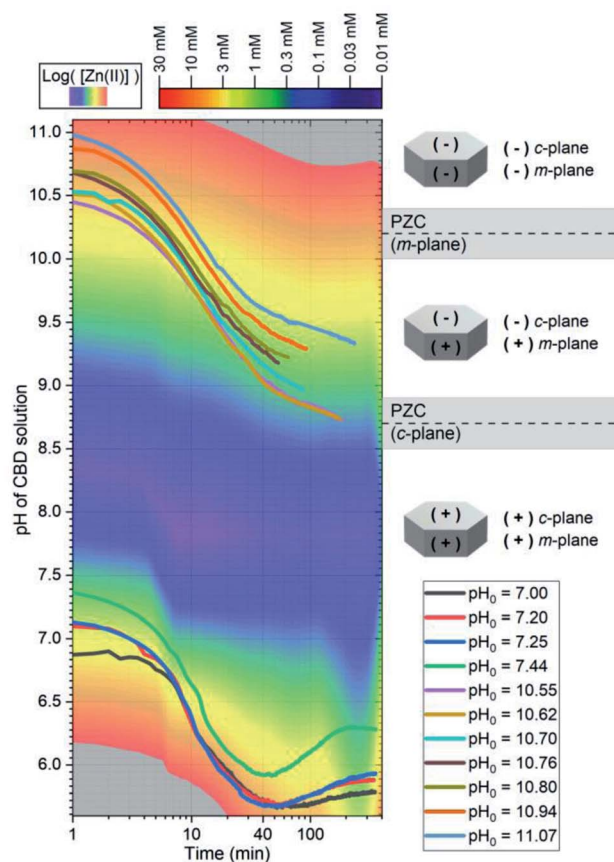 30 mM
10 mM
3 mM
1 mM
0.3 mM
0.1 mM
0.03 mM
0.01 mM
Log( [Zn(II)] )
pH of CBD solution
11.0
10.5
10.0
9.5
9.0
8.5
8.0
7.5
7.0
6.5
6.0
1
10
40
100
Time (min)
(-)
(-)
(-) c-plane
(-) m-plane
PZC
(m-plane)
(-)
(+)
(-) c-plane
(+) m-plane
PZC
(c-plane)
(+)
(+)
(+) c-plane
(+) m-plane
pH₀ = 7.00
pH₀ = 7.20
pH₀ = 7.25
pH₀ = 7.44
pH₀ = 10.55
pH₀ = 10.62
pH₀ = 10.70
pH₀ = 10.76
pH₀ = 10.80
pH₀ = 10.94
pH₀ = 11.07